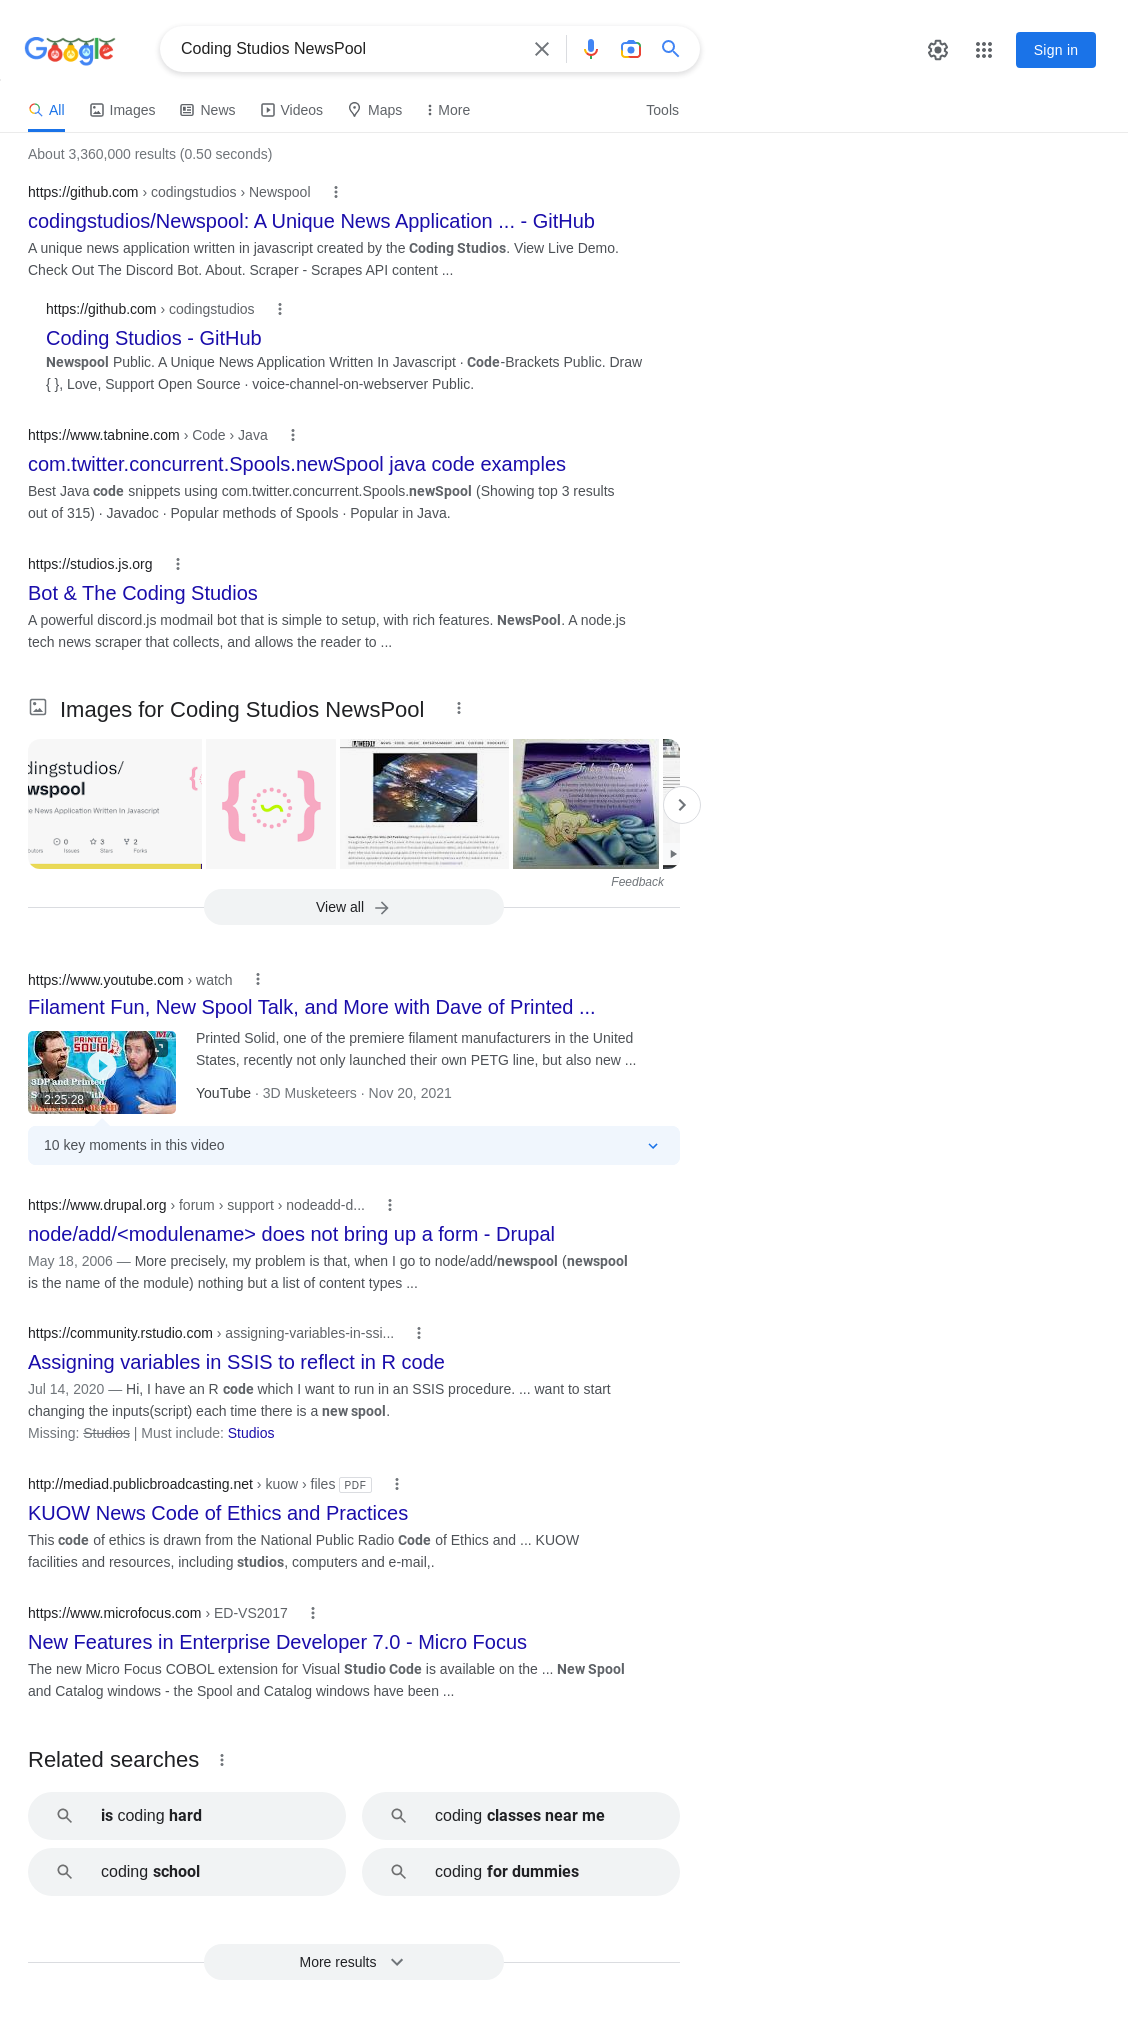 Google
Coding Studios NewsPool
Sign in
All
Images
News
Videos
Maps
More
Tools
About 3,360,000 results (0.50 seconds)
https://github.com › codingstudios › Newspool
codingstudios/Newspool: A Unique News Application ... - GitHub
A unique news application written in javascript created by the Coding Studios. View Live Demo.
Check Out The Discord Bot. About. Scraper - Scrapes API content ...
https://github.com › codingstudios
Coding Studios - GitHub
Newspool Public. A Unique News Application Written In Javascript · Code-Brackets Public. Draw
{ }, Love, Support Open Source · voice-channel-on-webserver Public.
https://www.tabnine.com › Code › Java
com.twitter.concurrent.Spools.newSpool java code examples
Best Java code snippets using com.twitter.concurrent.Spools.newSpool (Showing top 3 results
out of 315) · Javadoc · Popular methods of Spools · Popular in Java.
https://studios.js.org
Bot & The Coding Studios
A powerful discord.js modmail bot that is simple to setup, with rich features. NewsPool. A node.js
tech news scraper that collects, and allows the reader to ...
Images for Coding Studios NewsPool
dingstudios/
wspool
e News Application Written In Javascript
0
3
2
Issues
Stars
Forks
Tinker Bell
Feedback
View all
https://www.youtube.com › watch
Filament Fun, New Spool Talk, and More with Dave of Printed ...
PRINTED
SOLID
3DP and Printed
2:25:28
Printed Solid, one of the premiere filament manufacturers in the United
States, recently not only launched their own PETG line, but also new ...
YouTube · 3D Musketeers · Nov 20, 2021
10 key moments in this video
https://www.drupal.org › forum › support › nodeadd-d...
node/add/<modulename> does not bring up a form - Drupal
May 18, 2006 — More precisely, my problem is that, when I go to node/add/newspool (newspool
is the name of the module) nothing but a list of content types ...
https://community.rstudio.com › assigning-variables-in-ssi...
Assigning variables in SSIS to reflect in R code
Jul 14, 2020 — Hi, I have an R code which I want to run in an SSIS procedure. ... want to start
changing the inputs(script) each time there is a new spool.
Missing: Studios | Must include: Studios
http://mediad.publicbroadcasting.net › kuow › files PDF
KUOW News Code of Ethics and Practices
This code of ethics is drawn from the National Public Radio Code of Ethics and ... KUOW
facilities and resources, including studios, computers and e-mail,.
https://www.microfocus.com › ED-VS2017
New Features in Enterprise Developer 7.0 - Micro Focus
The new Micro Focus COBOL extension for Visual Studio Code is available on the ... New Spool
and Catalog windows - the Spool and Catalog windows have been ...
Related searches
is coding hard
coding classes near me
coding school
coding for dummies
More results